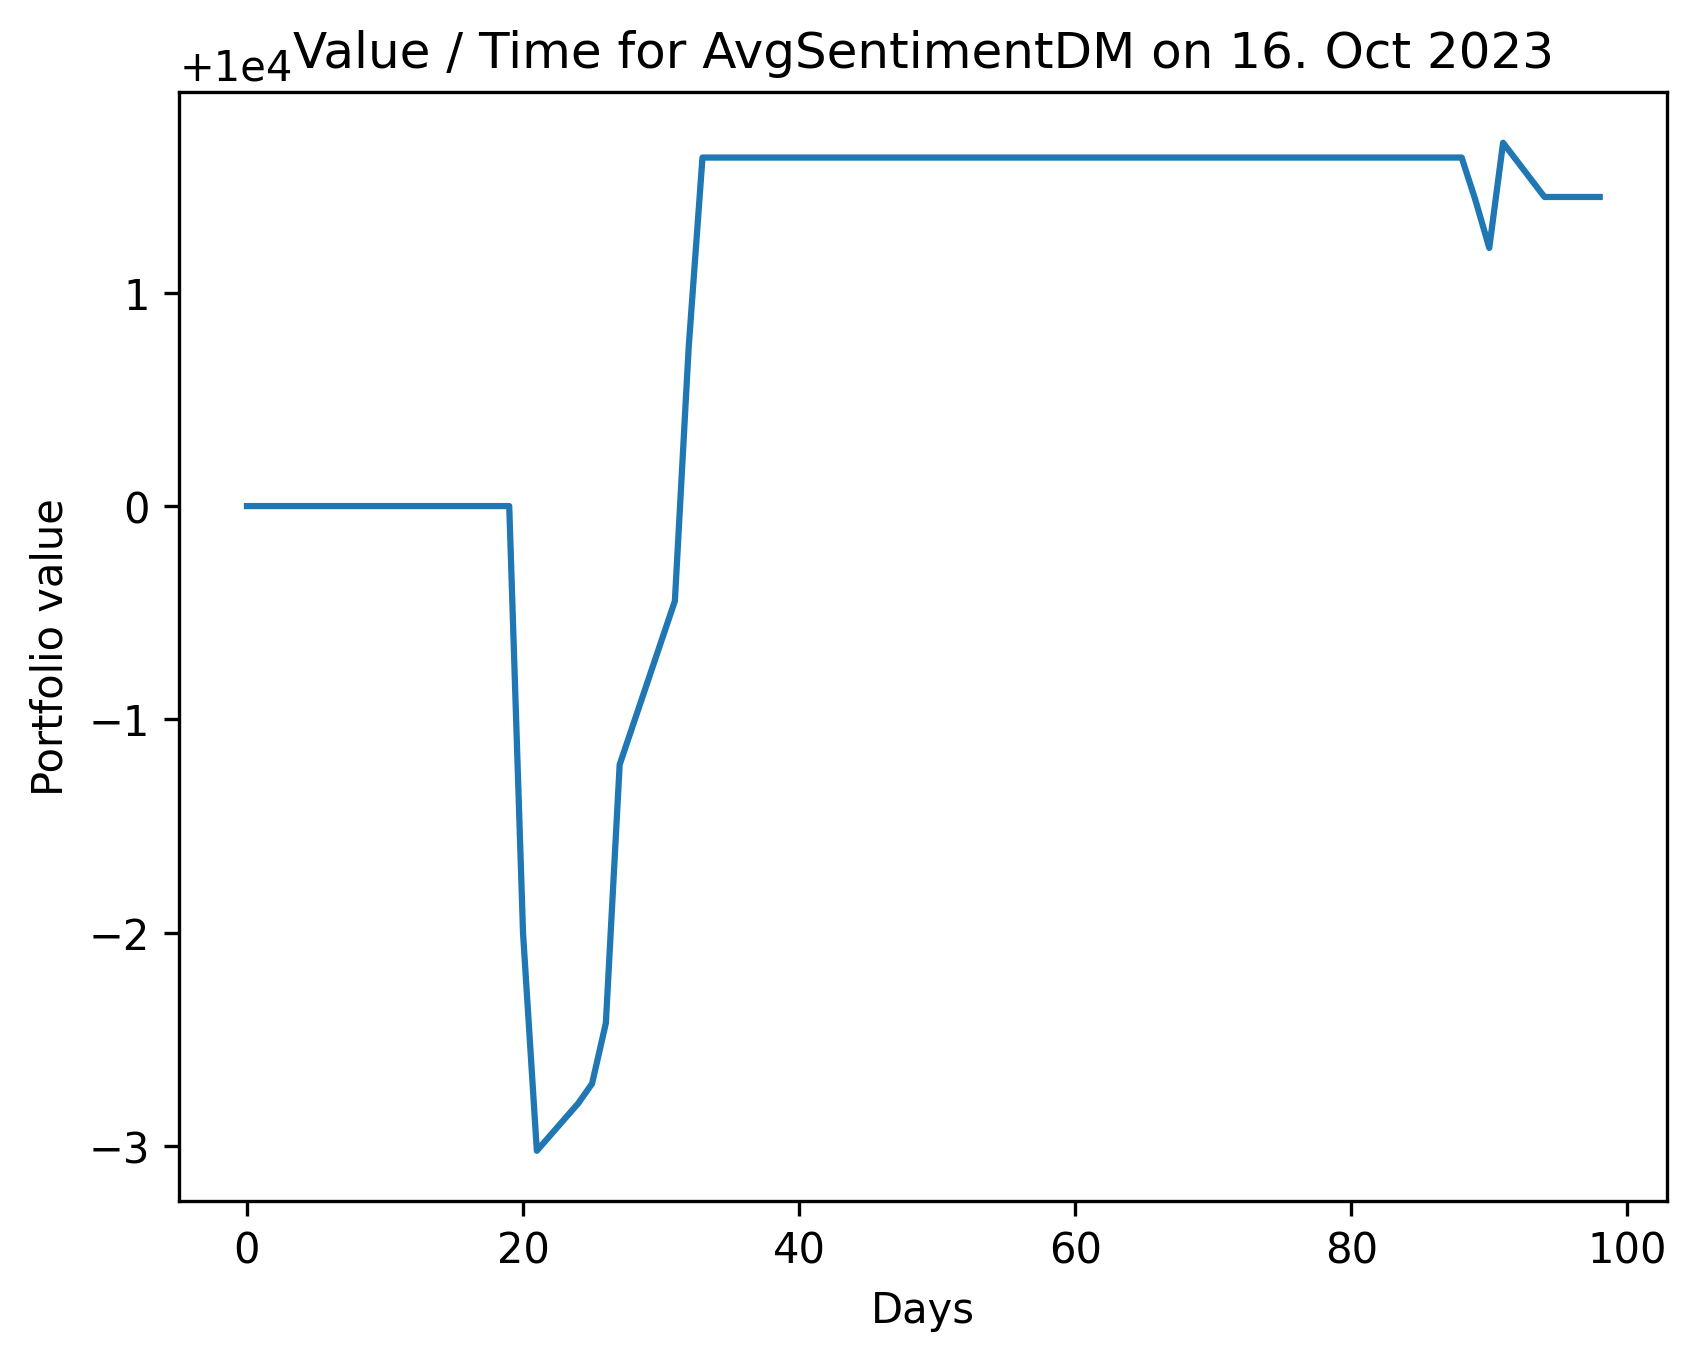 Value / Time for AvgSentimentDM on 16. Oct 2023
+1e4
1
0
−1
−2
−3
Portfolio value
0 20 40 60 80 100
Days